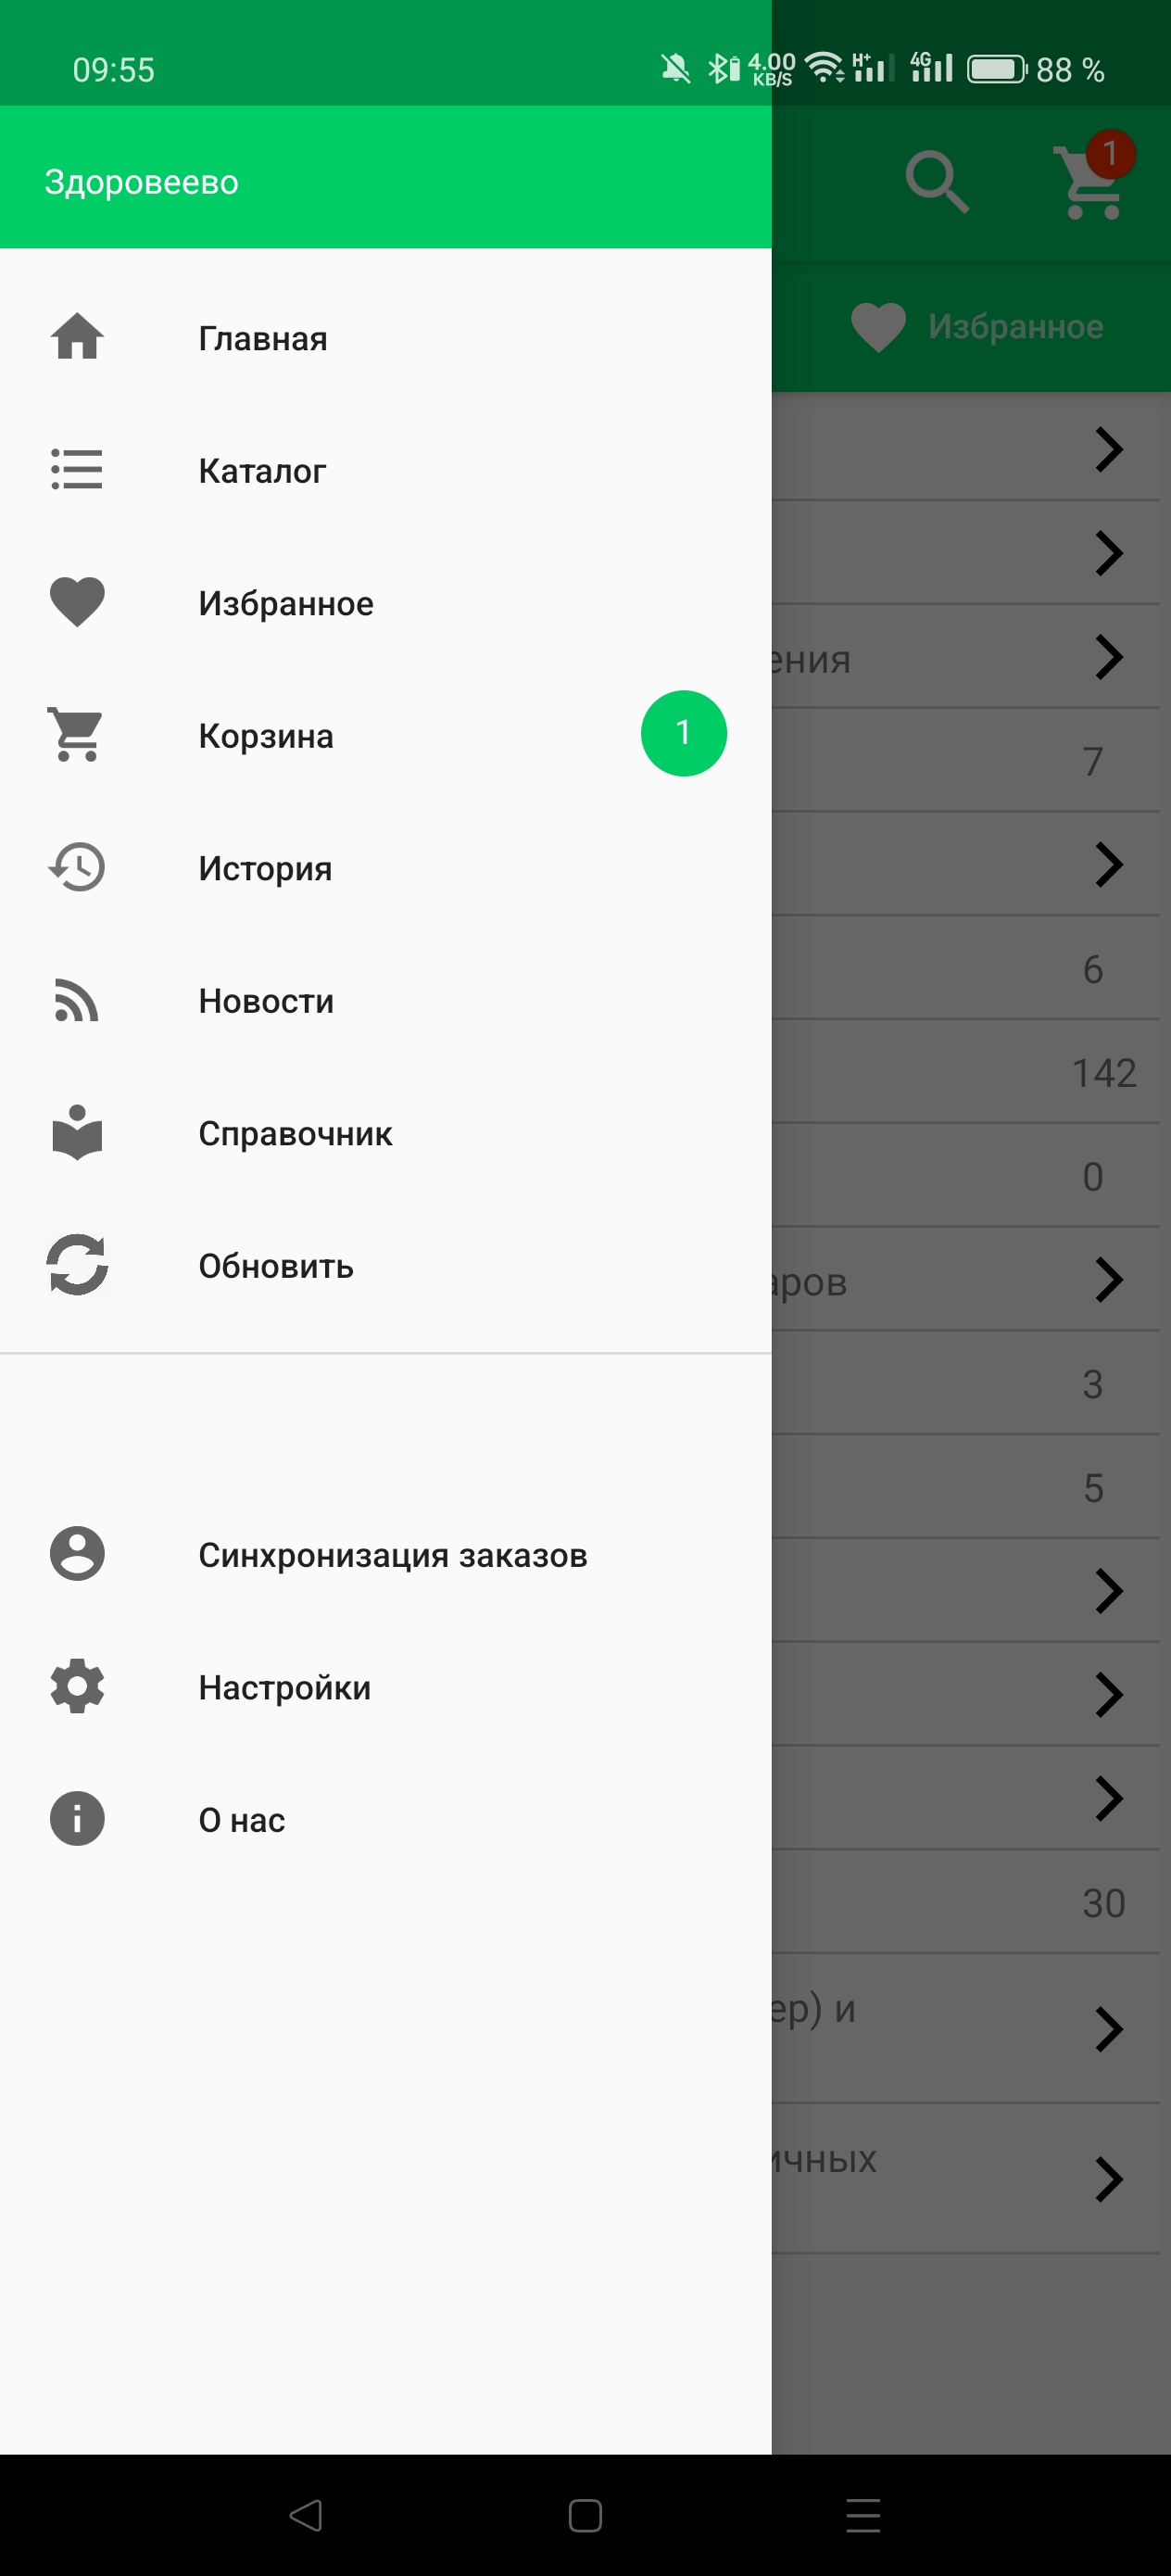 09:55 4.00 KB/S H+ 4G 88 %
Здоровеево
1
Избранное
Главная
Каталог
Избранное
ения
Корзина 1
7
История
6
Новости
142
Справочник
0
Обновить
аров
3
5
Синхронизация заказов
Настройки
О нас
30
ер) и
ичных